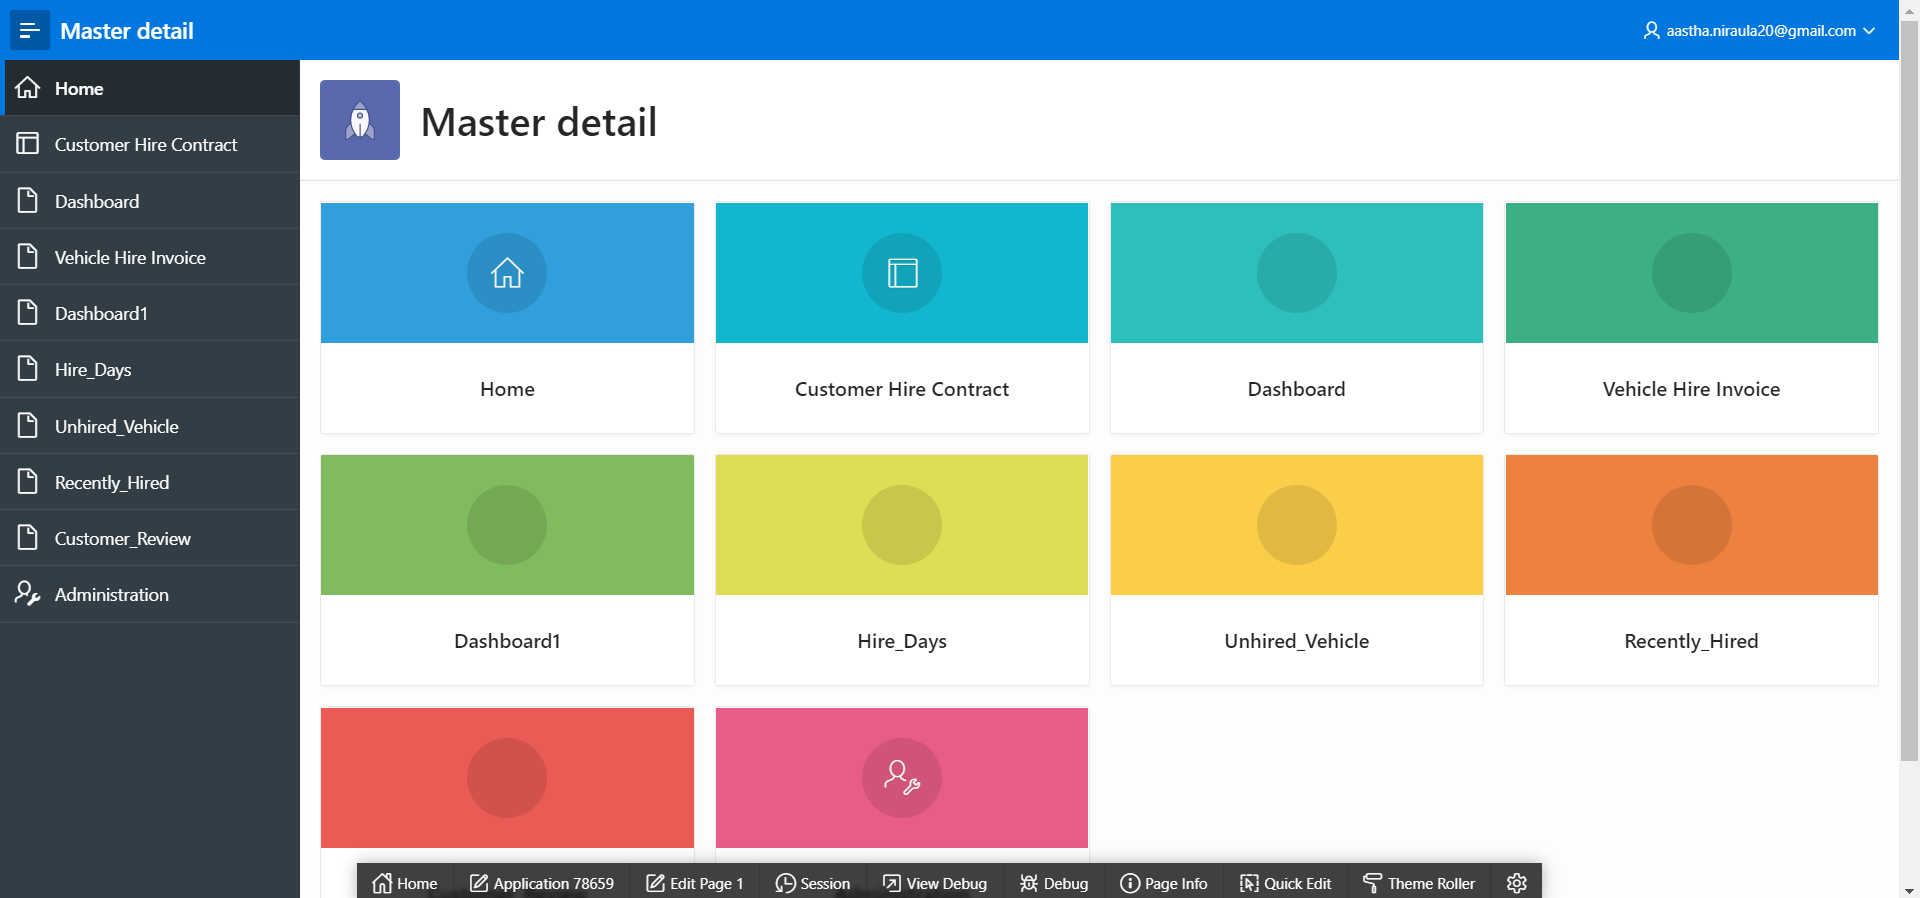 Master detail
aastha.niraula20@gmail.com
Home
Customer Hire Contract
Dashboard
Vehicle Hire Invoice
Dashboard1
Hire_Days
Unhired_Vehicle
Recently_Hired
Customer_Review
Administration
Master detail
Home
Customer Hire Contract
Dashboard
Vehicle Hire Invoice
Dashboard1
Hire_Days
Unhired_Vehicle
Recently_Hired
Home
Application 78659
Edit Page 1
Session
View Debug
Debug
Page Info
Quick Edit
Theme Roller